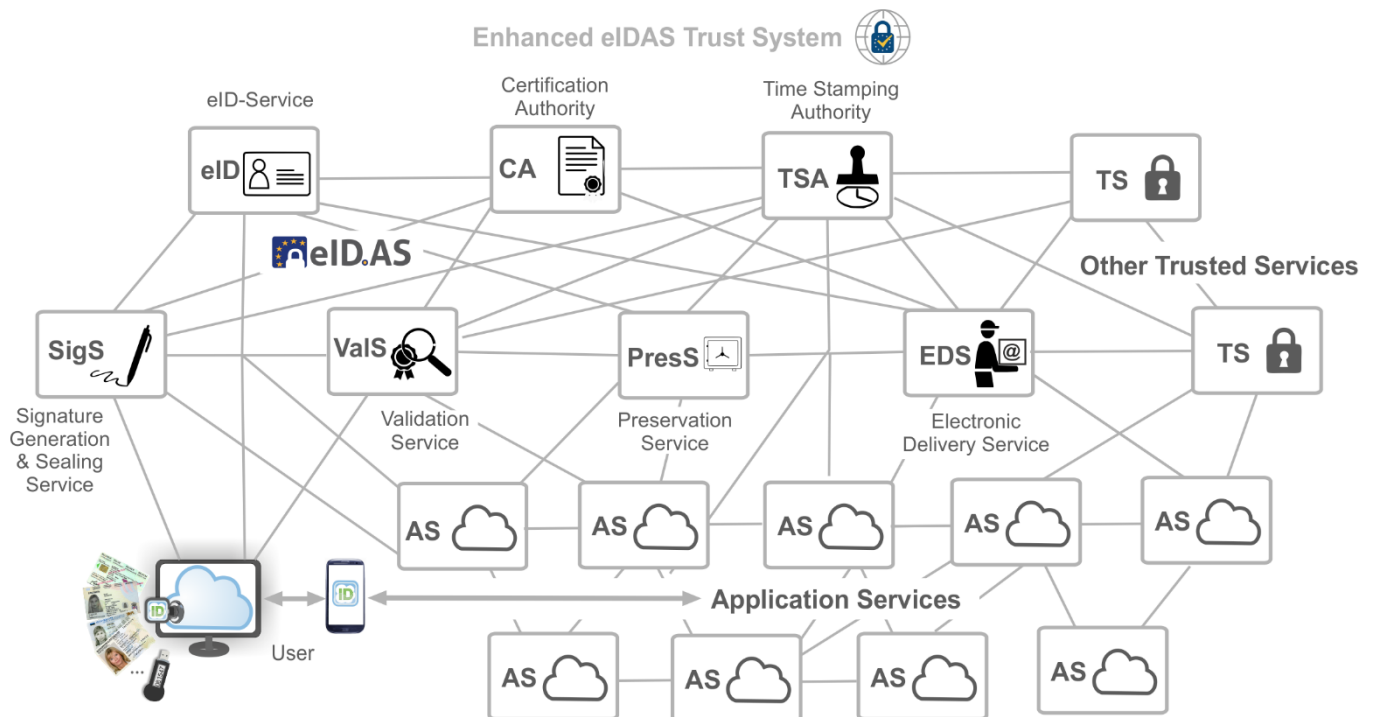 Enhanced eIDAS Trust System
eID-Service
Certification
Authority
Time Stamping
Authority
eID
CA
TSA
TS
eID.AS
Other Trusted Services
SigS
ValS
PresS
EDS
@
TS
Signature
Generation
& Sealing
Service
Validation
Service
Preservation
Service
Electronic
Delivery Service
AS
AS
AS
AS
AS
ID
ID
Application Services
User
...
AS
AS
AS
AS